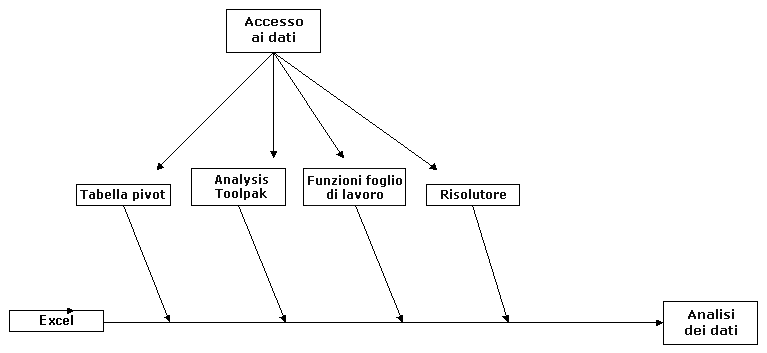 Accesso
ai dati
Tabella pivot
Analysis
Toolpak
Funzioni foglio
di lavoro
Risolutore
Excel
Analisi
dei dati